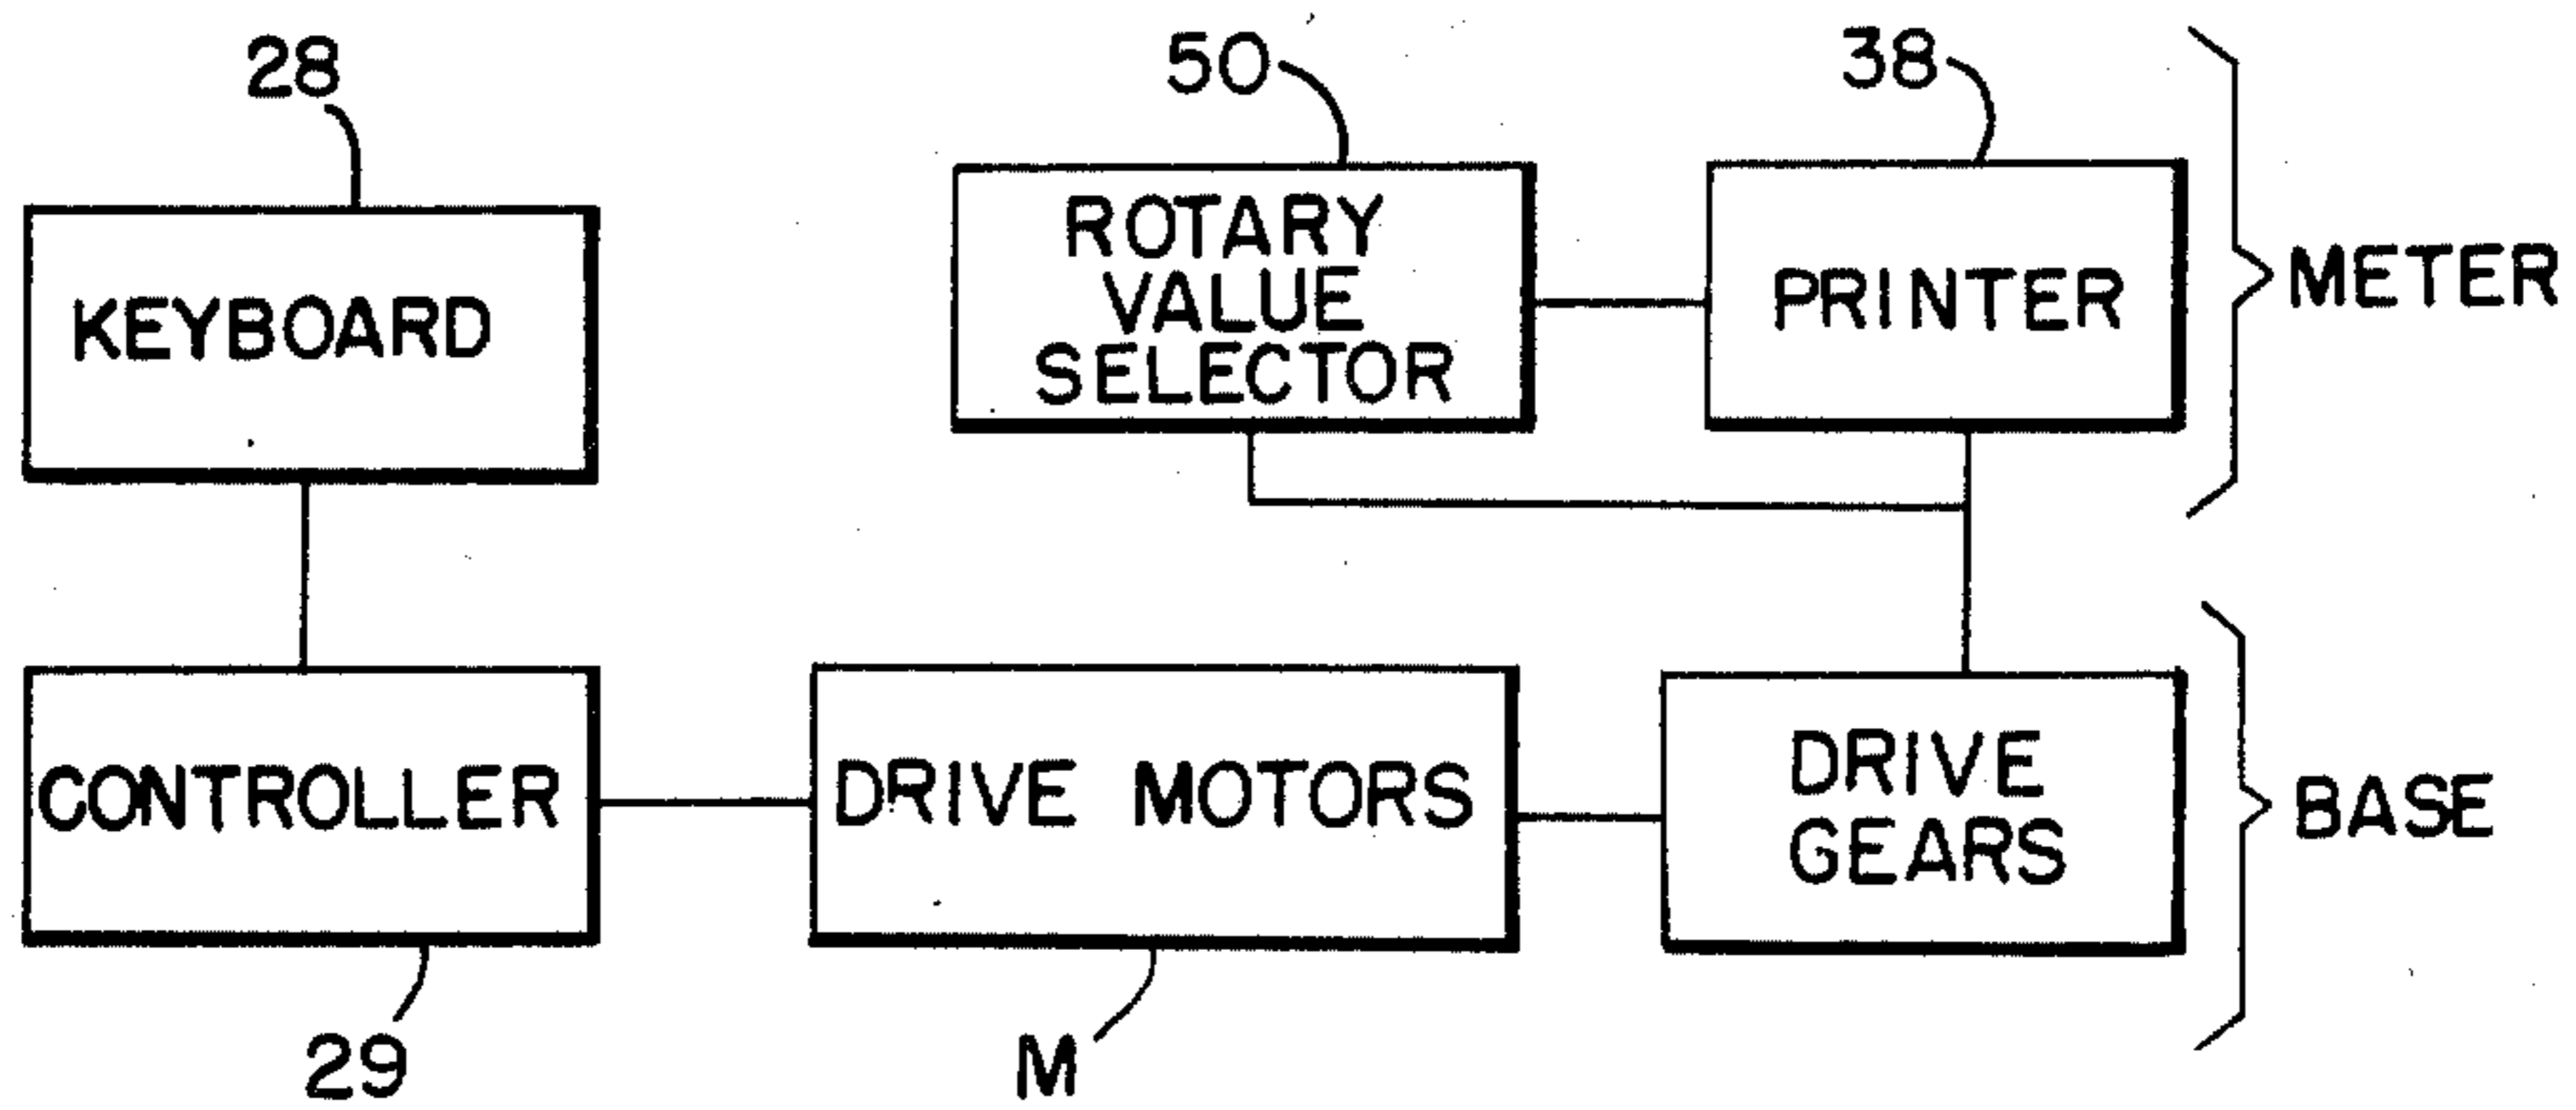 28
50
38
KEYBOARD
ROTARY
VALUE
SELECTOR
PRINTER
METER
CONTROLLER
DRIVE MOTORS
DRIVE
GEARS
BASE
29
M